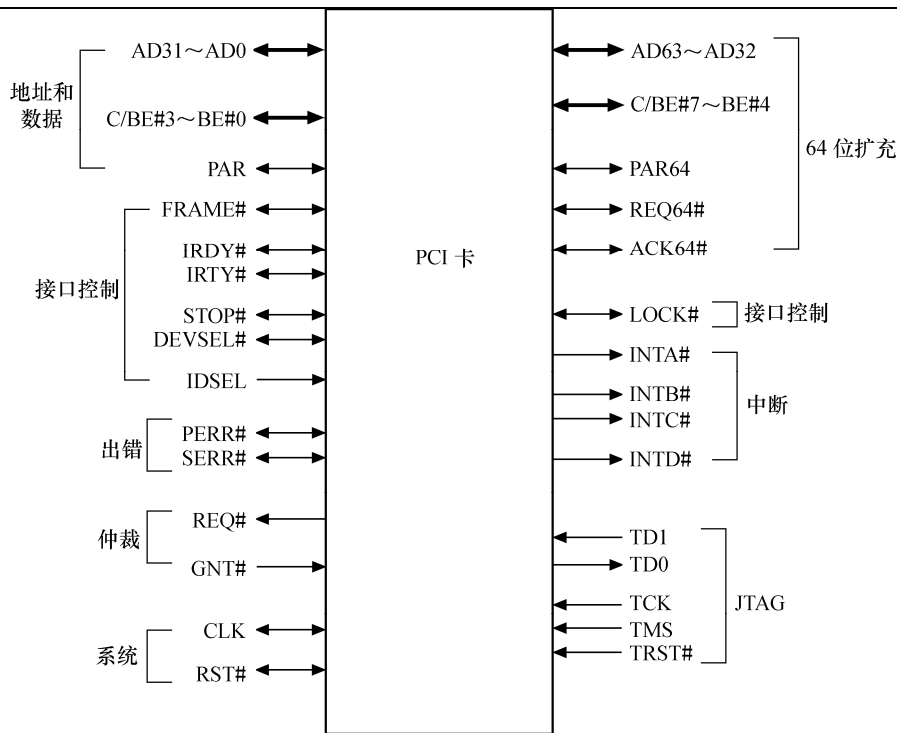 地址和
数据
AD31～AD0
C/BE#3～BE#0
PAR
接口控制
FRAME#
IRDY#
IRTY#
STOP#
DEVSEL#
IDSEL
出错
PERR#
SERR#
仲裁
REQ#
GNT#
系统
CLK
RST#
PCI 卡
AD63～AD32
C/BE#7～BE#4
PAR64
REQ64#
ACK64#
64 位扩充
LOCK#
接口控制
INTA#
INTB#
INTC#
INTD#
中断
TD1
TD0
TCK
TMS
TRST#
JTAG